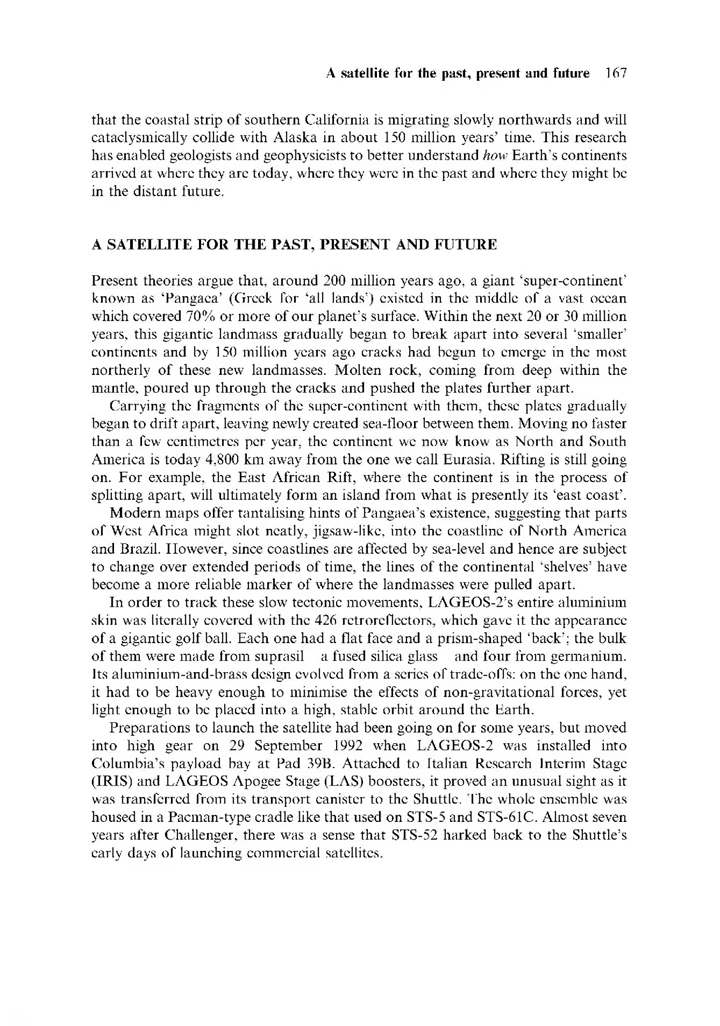 A satellite for the past, present and future 167
that the coastal strip of southern California is migrating slowly northwards and will
cataclysmically collide with Alaska in about 150 million years' time. This research
has enabled geologists and geophysicists to better understand how Earth's continents
arrived at where they are today, where they were in the past and where they might be
in the distant future.
A SATELLITE FOR THE PAST, PRESENT AND FUTURE
Present theories argue that, around 200 million years ago, a giant 'super-continent'
known as 'Pangaea' (Greek for 'all lands') existed in the middle of a vast ocean
which covered 70% or more of our planet's surface. Within the next 20 or 30 million
years, this gigantic landmass gradually began to break apart into several 'smaller'
continents and by 150 million years ago cracks had begun to emerge in the most
northerly of these new landmasses. Molten rock, coming from deep within the
mantle, poured up through the cracks and pushed the plates further apart.
Carrying the fragments of the super-continent with them, these plates gradually
began to drift apart, leaving newly created sea-floor between them. Moving no faster
than a few centimetres per year, the continent we now know as North and South
America is today 4,800 km away from the one we call Eurasia. Rifting is still going
on. For example, the East African Rift, where the continent is in the process of
splitting apart, will ultimately form an island from what is presently its 'east coast'.
Modern maps offer tantalising hints of Pangaea's existence, suggesting that parts
of West Africa might slot neatly, jigsaw-like, into the coastline of North America
and Brazil. However, since coastlines are affected by sea-level and hence are subject
to change over extended periods of time, the lines of the continental 'shelves' have
become a more reliable marker of where the landmasses were pulled apart.
In order to track these slow tectonic movements, LAGEOS-2's entire aluminium
skin was literally covered with the 426 retroreflectors, which gave it the appearance
of a gigantic golf ball. Each one had a flat face and a prism-shaped 'back'; the bulk
of them were made from suprasil a fused silica glass and four from germanium.
Its aluminium-and-brass design evolved from a series of trade-offs: on the one hand,
it had to be heavy enough to minimise the effects of non-gravitational forces, yet
light enough to be placed into a high, stable orbit around the Earth.
Preparations to launch the satellite had been going on for some years, but moved
into high gear on 29 September 1992 when LAGEOS-2 was installed into
Columbia's payload bay at Pad 39B. Attached to Italian Research Interim Stage
(IRIS) and LAGEOS Apogee Stage (LAS) boosters, it proved an unusual sight as it
was transferred from its transport canister to the Shuttle. The whole ensemble was
housed in a Pacman-type cradle like that used on STS-5 and STS-61C. Almost seven
years after Challenger, there was a sense that STS-52 harked back to the Shuttle's
early days of launching commercial satellites.